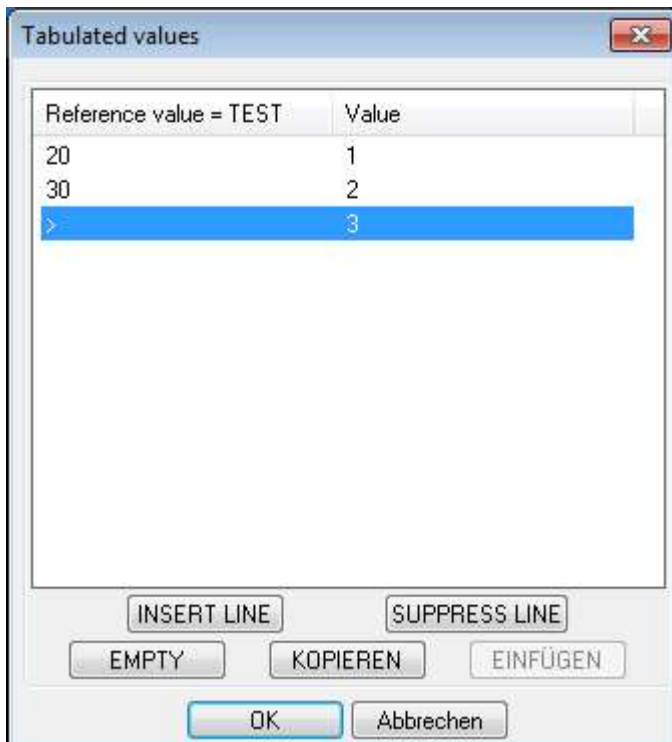 Tabulated values
Reference value = TEST Value
20 1
30 2
> 3
INSERT LINE SUPPRESS LINE
EMPTY KOPIEREN EINFÜGEN
OK Abbrechen